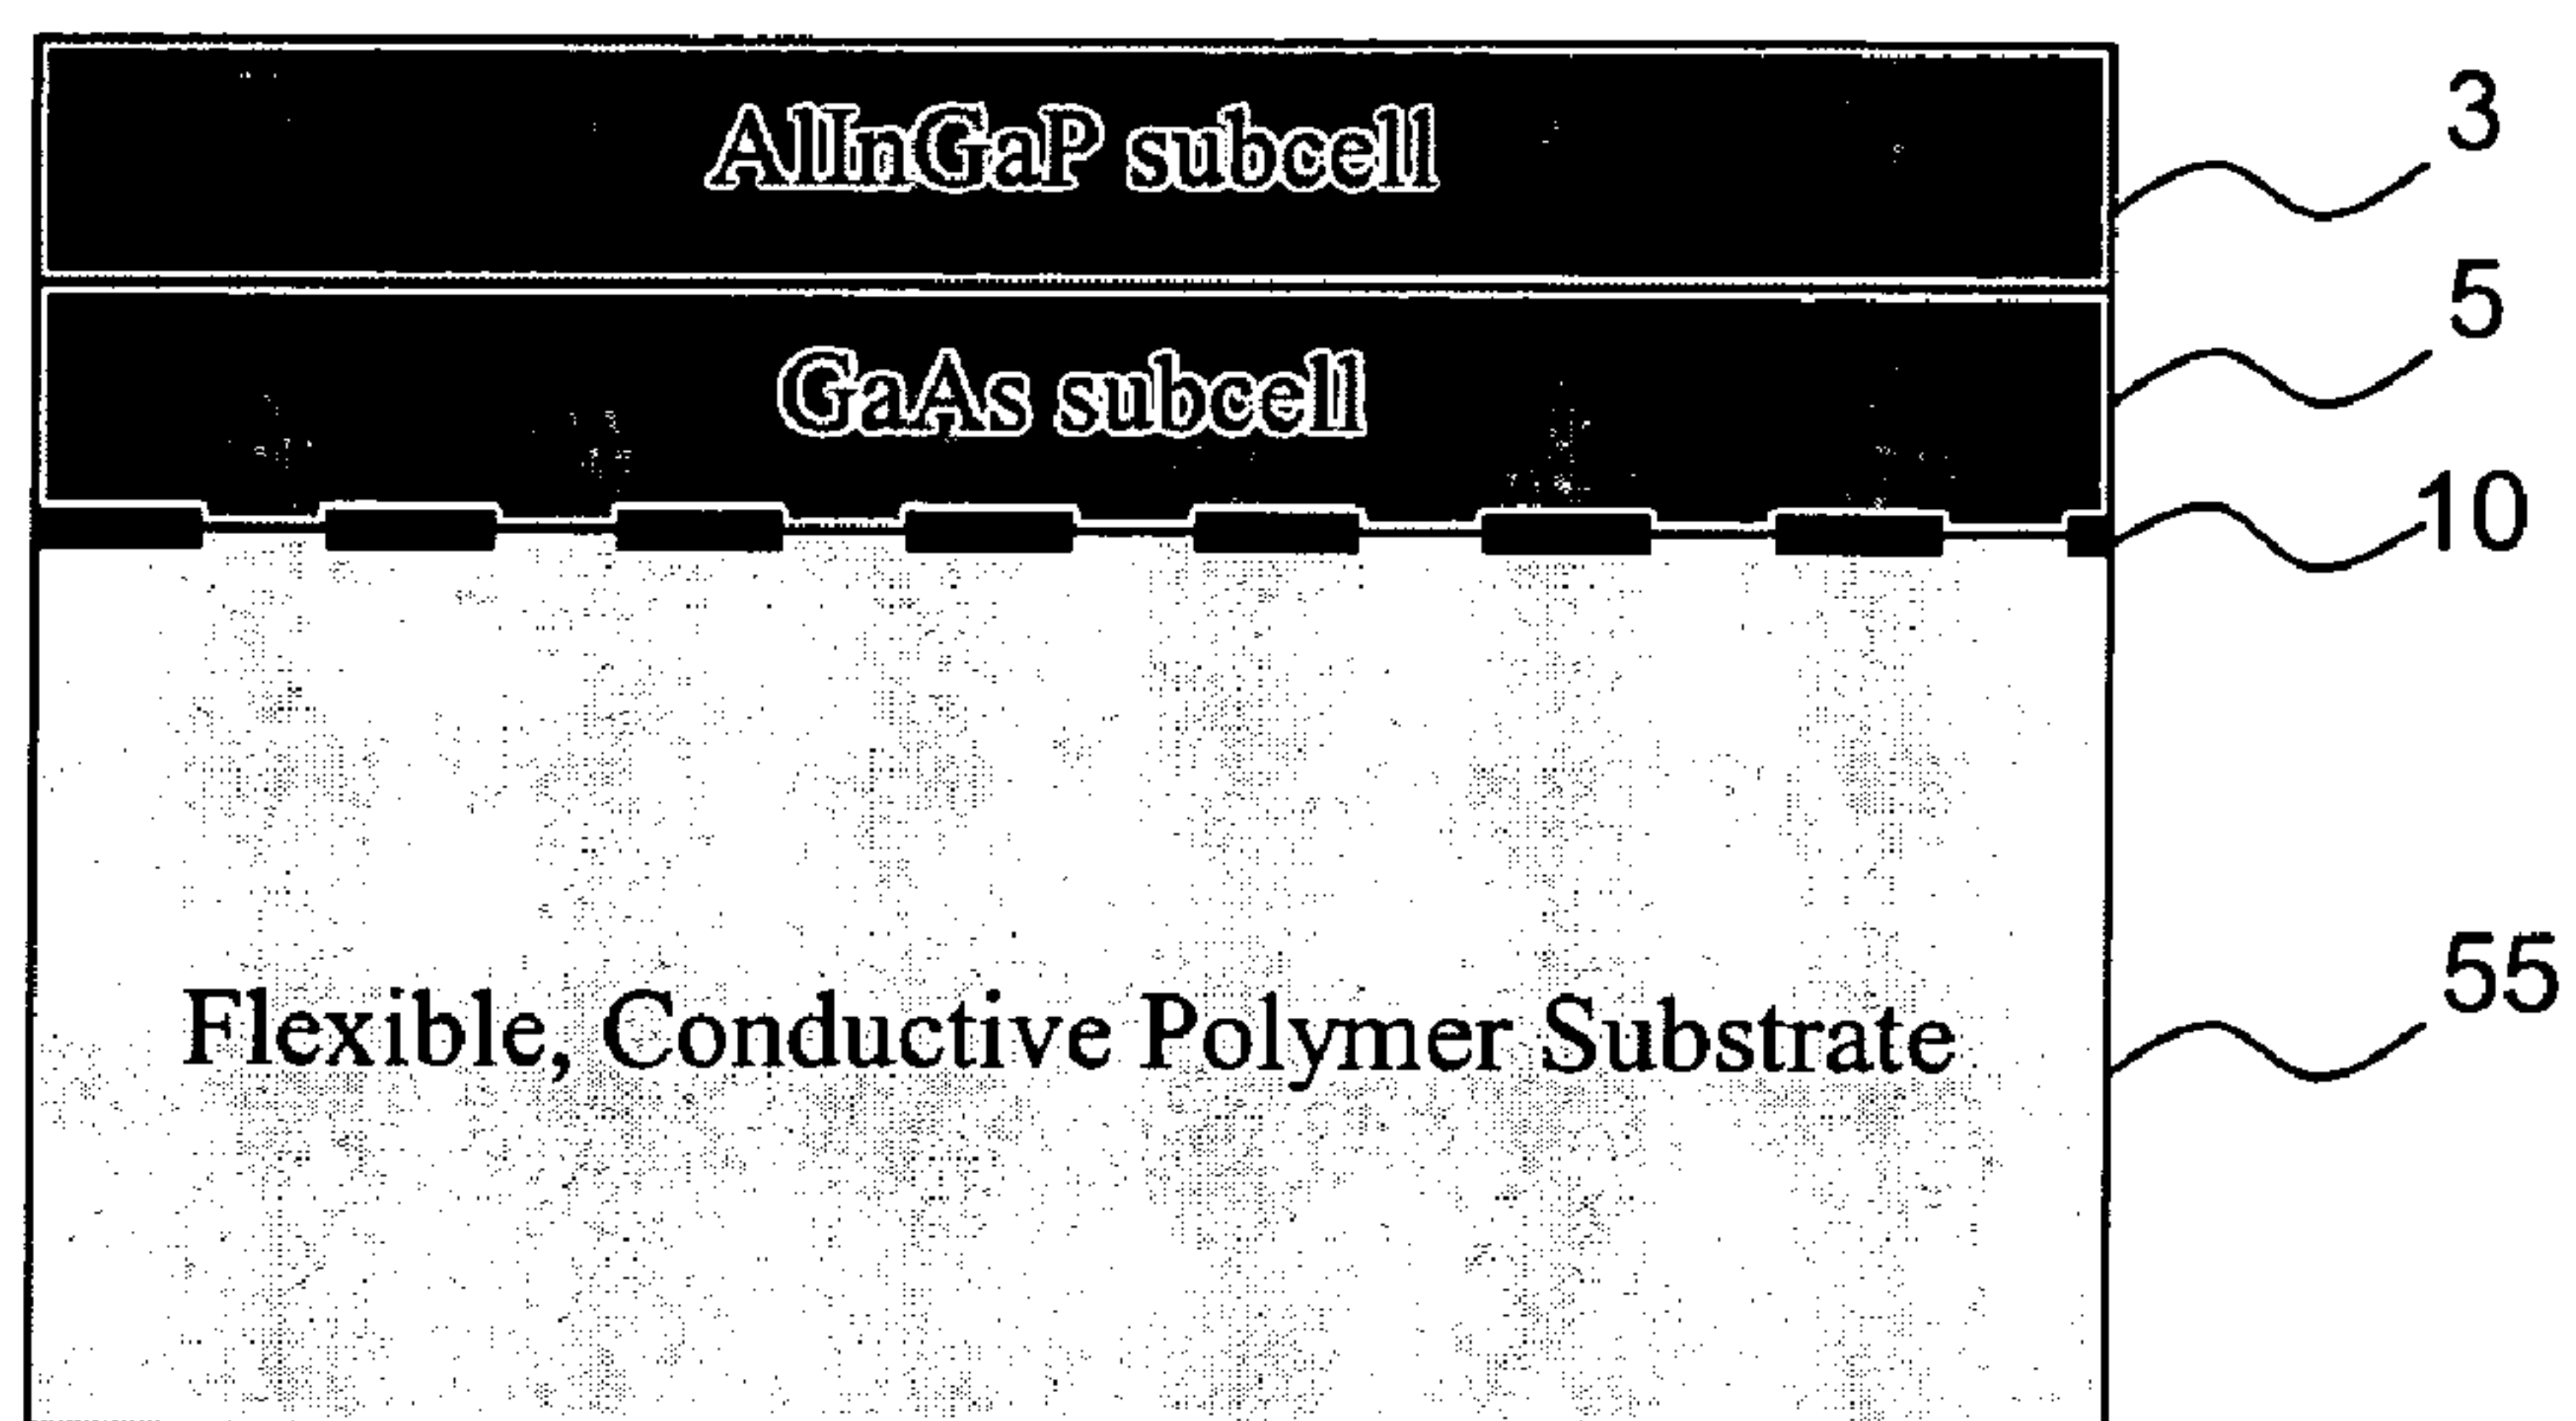 AlInGaP subcell
3
GaAs subcell
5
10
Flexible, Conductive Polymer Substrate
55